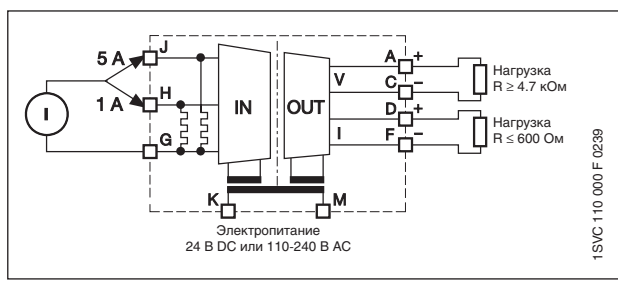 J
5 A
H
1 A
G
I
IN
OUT
V
I
A +
C −
D +
F −
Нагрузка
R ≥ 4.7 кОм
Нагрузка
R ≤ 600 Ом
K
M
Электропитание
24 В DC или 110-240 В AC
1SVC 110 000 F 0239